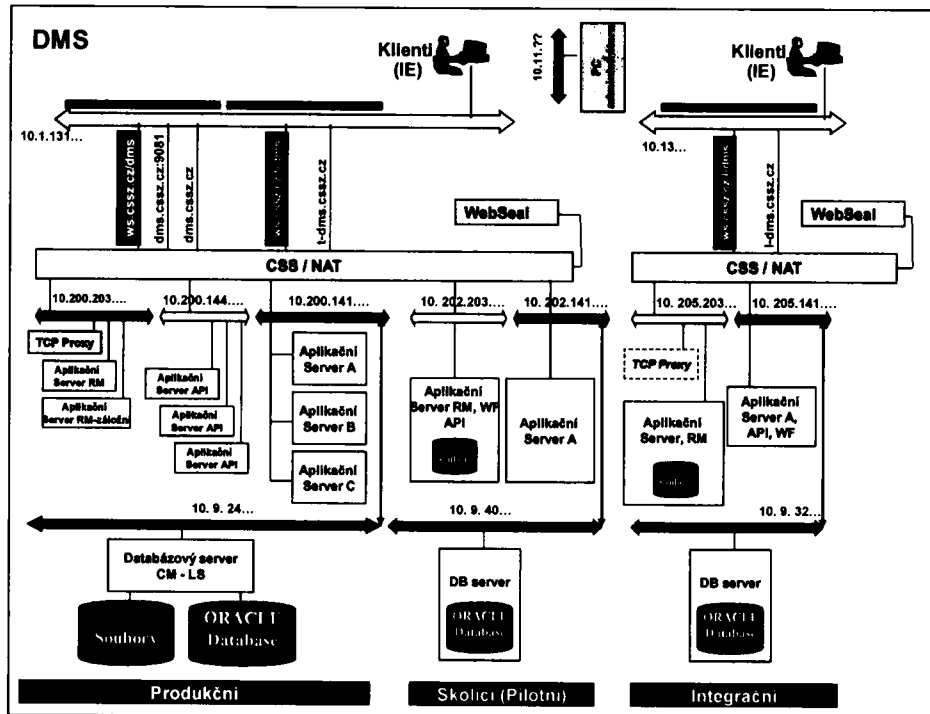 DMS
Klienti
(IE)
10.11.??
PC
Klienti
(IE)
10.1.131...
10.13...
ws.cssz.cz/dms
dms.cssz.cz:9081
dms.cssz.cz
t-dms.cssz.cz
i-dms.cssz.cz
WebSeal
WebSeal
CSS / NAT
CSS / NAT
10.200.203....
10.200.144....
10.200.141....
10. 202.203....
10. 202.141....
10. 205.203...
10. 205.141....
TCP Proxy
Aplikační
Server RM
Aplikační
Server RM-záložní
Aplikační
Server API
Aplikační
Server API
Aplikační
Server API
Aplikační
Server A
Aplikační
Server B
Aplikační
Server C
Aplikační
Server RM, WF
API
Aplikační
Server A
TCP Proxy
Aplikační
Server, RM
Aplikační
Server A,
API, WF
10. 9. 24...
10. 9. 40...
10. 9. 32...
Databázový server
CM - LS
Soubory
ORACLE
Database
DB server
ORACLE
Database
DB server
ORACLE
Database
Produkční
Skolicí (Pilotní)
Integrační